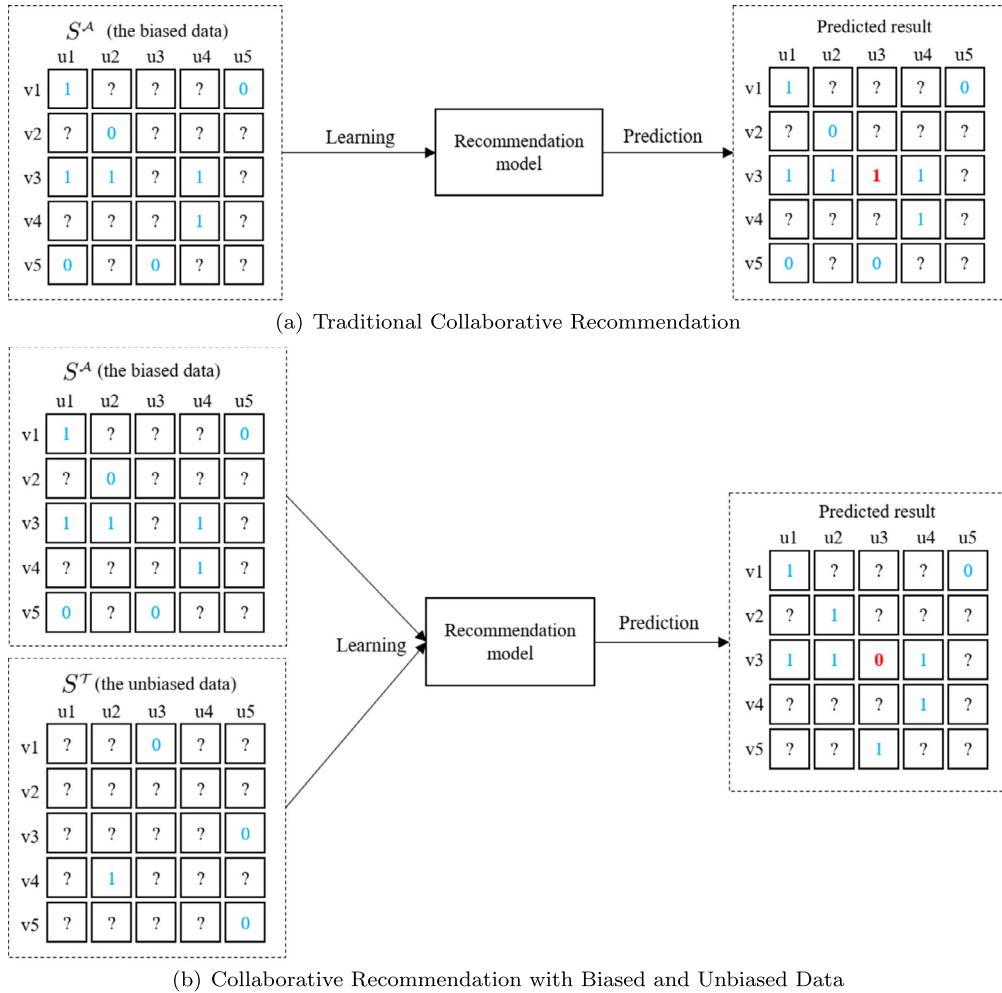 S^A (the biased data)
u1 u2 u3 u4 u5
v1 1 ? ? ? 0
v2 ? 0 ? ? ?
v3 1 1 ? 1 ?
v4 ? ? ? 1 ?
v5 0 ? 0 ? ?
Learning
Recommendation
model
Prediction
Predicted result
u1 u2 u3 u4 u5
v1 1 ? ? ? 0
v2 ? 0 ? ? ?
v3 1 1 1 1 ?
v4 ? ? ? 1 ?
v5 0 ? 0 ? ?
(a) Traditional Collaborative Recommendation
S^A (the biased data)
u1 u2 u3 u4 u5
v1 1 ? ? ? 0
v2 ? 0 ? ? ?
v3 1 1 ? 1 ?
v4 ? ? ? 1 ?
v5 0 ? 0 ? ?
S^T (the unbiased data)
u1 u2 u3 u4 u5
v1 ? ? 0 ? ?
v2 ? ? ? ? ?
v3 ? ? ? ? 0
v4 ? 1 ? ? ?
v5 ? ? ? ? 0
Learning
Recommendation
model
Prediction
Predicted result
u1 u2 u3 u4 u5
v1 1 ? ? ? 0
v2 ? 1 ? ? ?
v3 1 1 0 1 ?
v4 ? ? ? 1 ?
v5 ? ? 1 ? ?
(b) Collaborative Recommendation with Biased and Unbiased Data